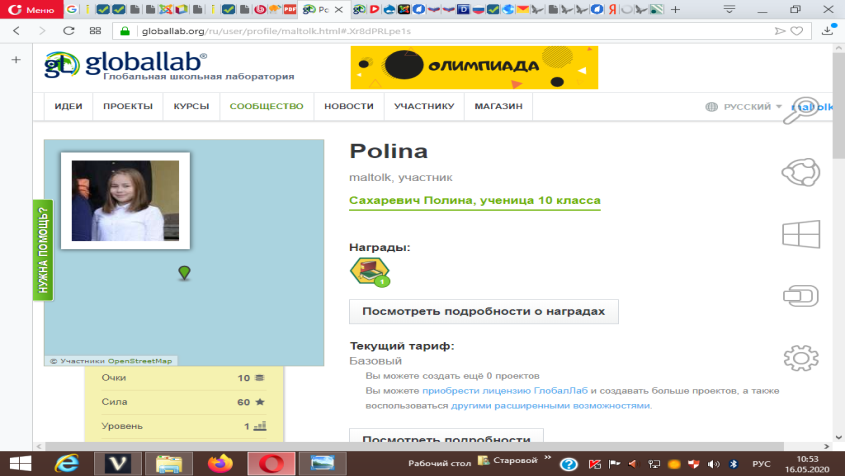 Меню
globallab.org/ru/user/profile/maltolk.html#.Xr8dPRLpe1s
globallab®
Глобальная школьная лаборатория
ОЛИМПИАДА
ИДЕИ ПРОЕКТЫ КУРСЫ СООБЩЕСТВО НОВОСТИ УЧАСТНИКУ МАГАЗИН РУССКИЙ maltolk
Polina
maltolk, участник
Сахаревич Полина, ученица 10 класса
НУЖНА ПОМОЩЬ?
Награды:
1
Посмотреть подробности о наградах
© Участники OpenStreetMap
Очки 10
Сила 60
Уровень 1
Текущий тариф:
Базовый
Вы можете создать ещё 0 проектов
Вы можете приобрести лицензию ГлобалЛаб и создавать больше проектов, а также
воспользоваться другими расширенными возможностями.
Посмотреть подробности
Рабочий стол Старовой » РУС 10:53
16.05.2020